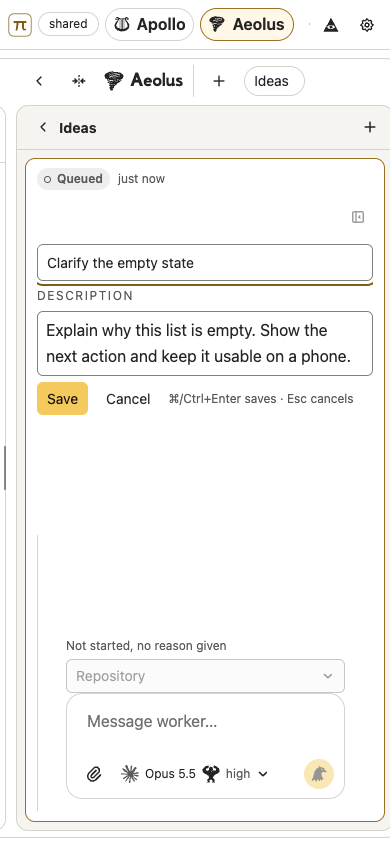 π shared Apollo Aeolus
Aeolus + Ideas
Ideas +
Queued just now
Clarify the empty state
DESCRIPTION
Explain why this list is empty. Show the
next action and keep it usable on a phone.
Save Cancel ⌘/Ctrl+Enter saves · Esc cancels
Not started, no reason given
Repository
Message worker...
Opus 5.5 high